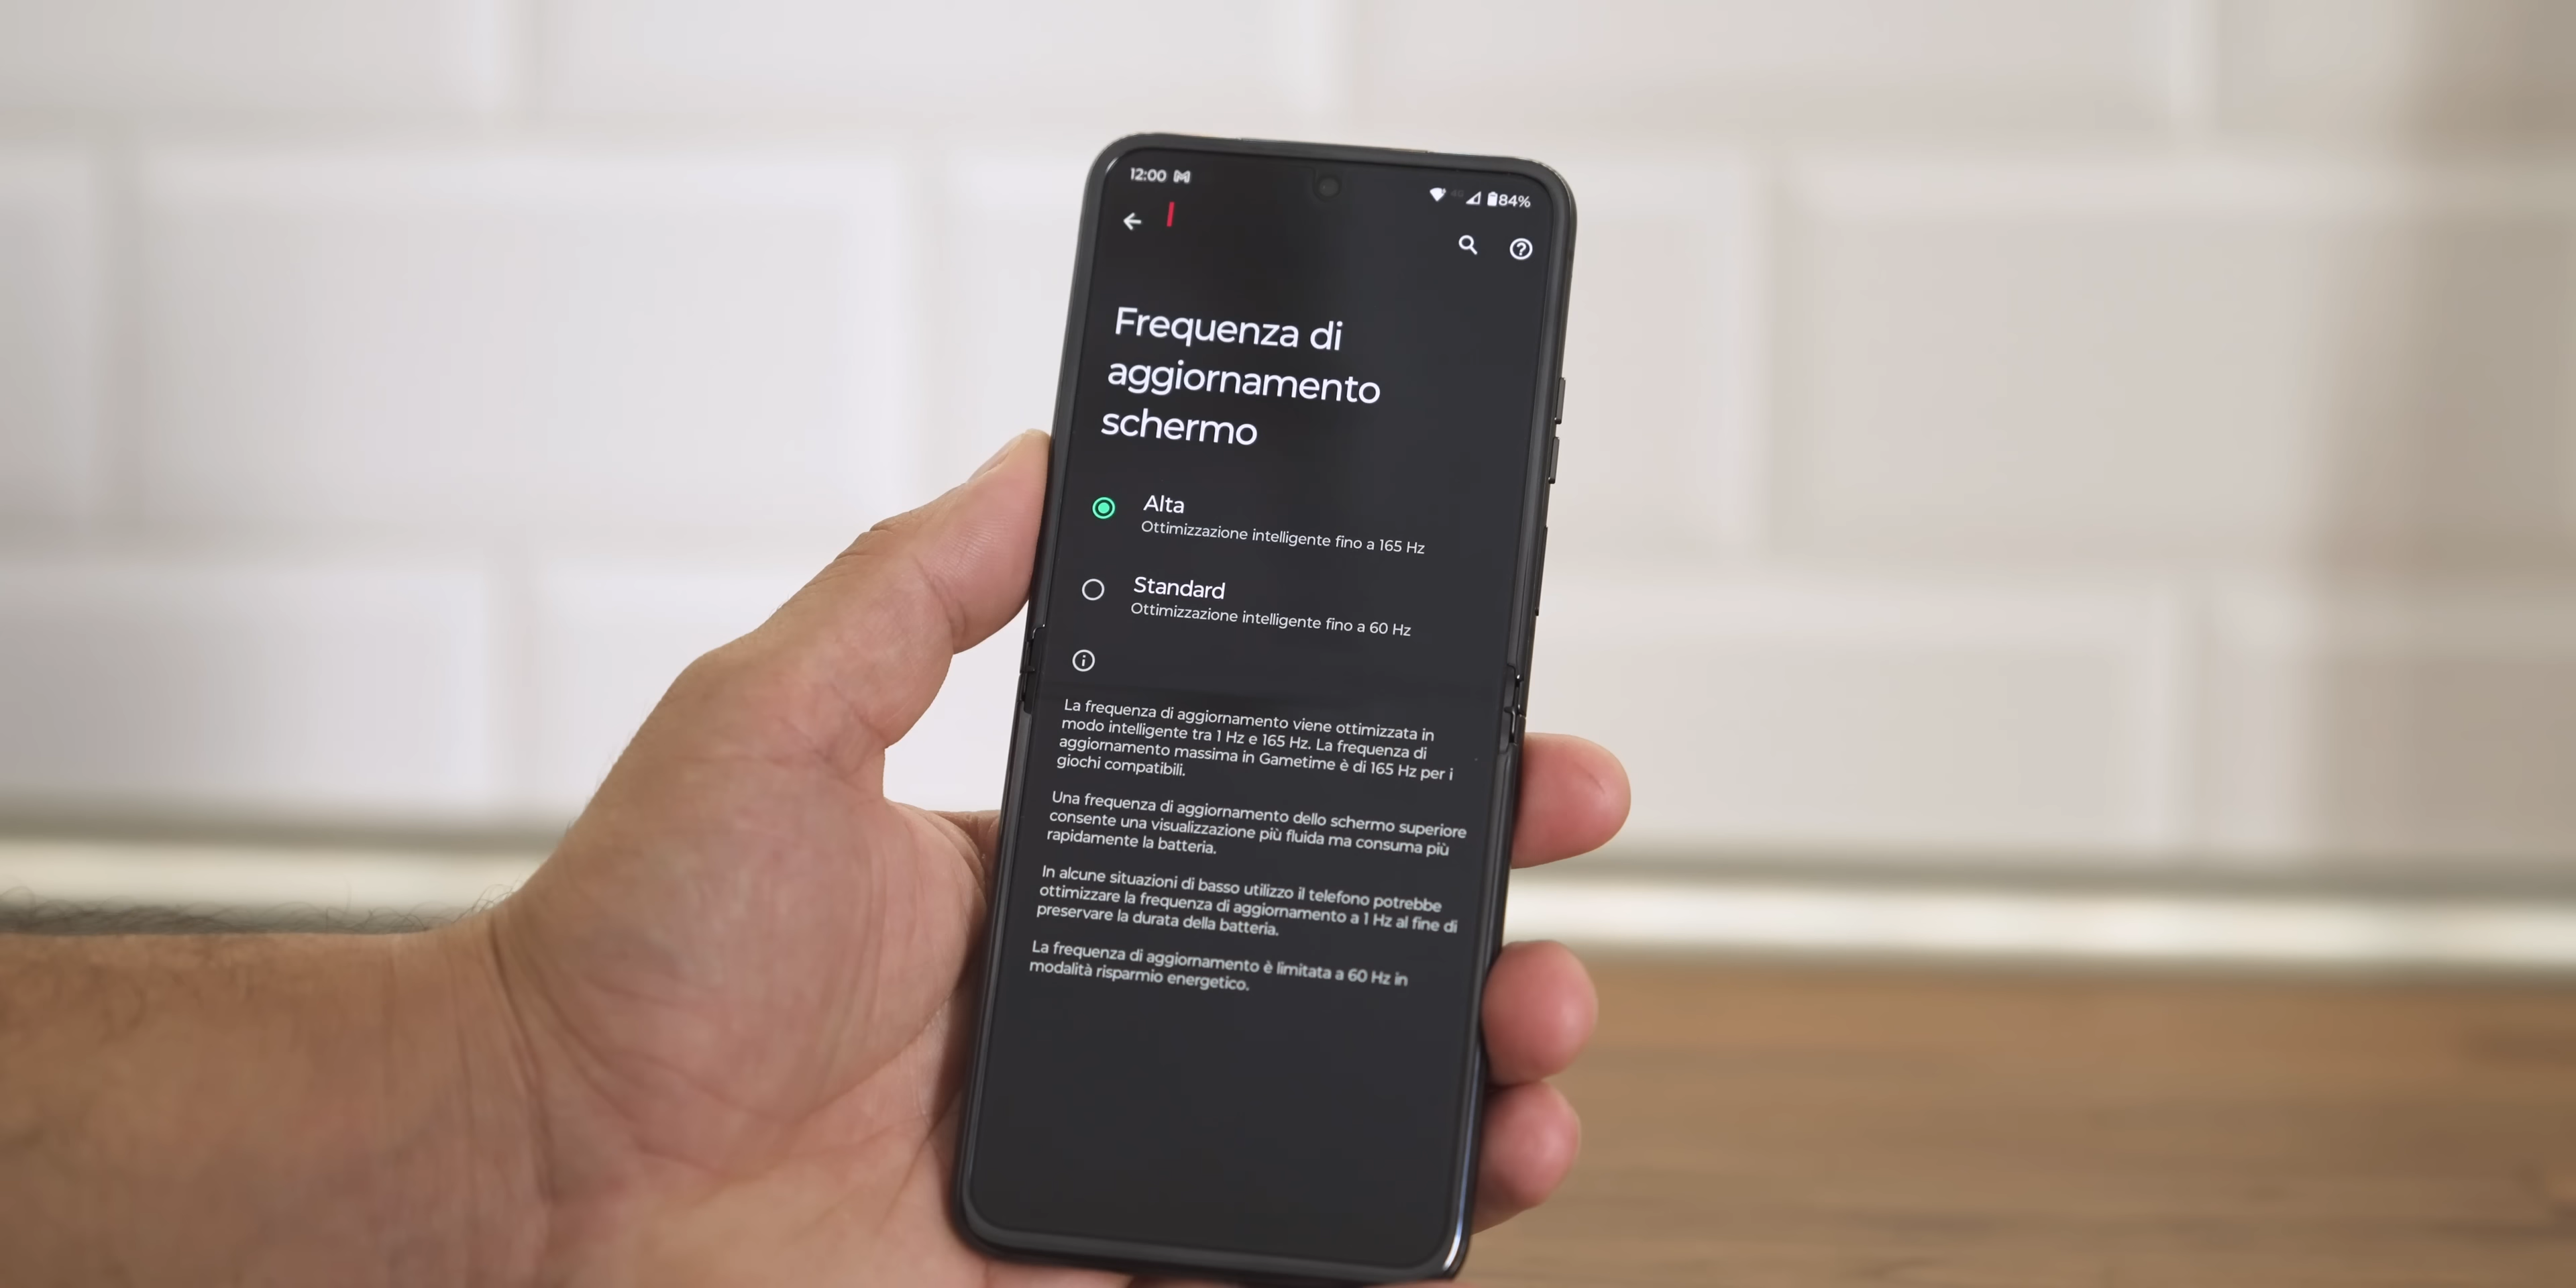 12:00
84%
Frequenza di
aggiornamento
schermo
Alta
Ottimizzazione intelligente fino a 165 Hz
Standard
Ottimizzazione intelligente fino a 60 Hz
La frequenza di aggiornamento viene ottimizzata in
modo intelligente tra 1 Hz e 165 Hz. La frequenza di
aggiornamento massima in Gametime è di 165 Hz per i
giochi compatibili.
Una frequenza di aggiornamento dello schermo superiore
consente una visualizzazione più fluida ma consuma più
rapidamente la batteria.
In alcune situazioni di basso utilizzo il telefono potrebbe
ottimizzare la frequenza di aggiornamento a 1 Hz al fine di
preservare la durata della batteria.
La frequenza di aggiornamento è limitata a 60 Hz in
modalità risparmio energetico.